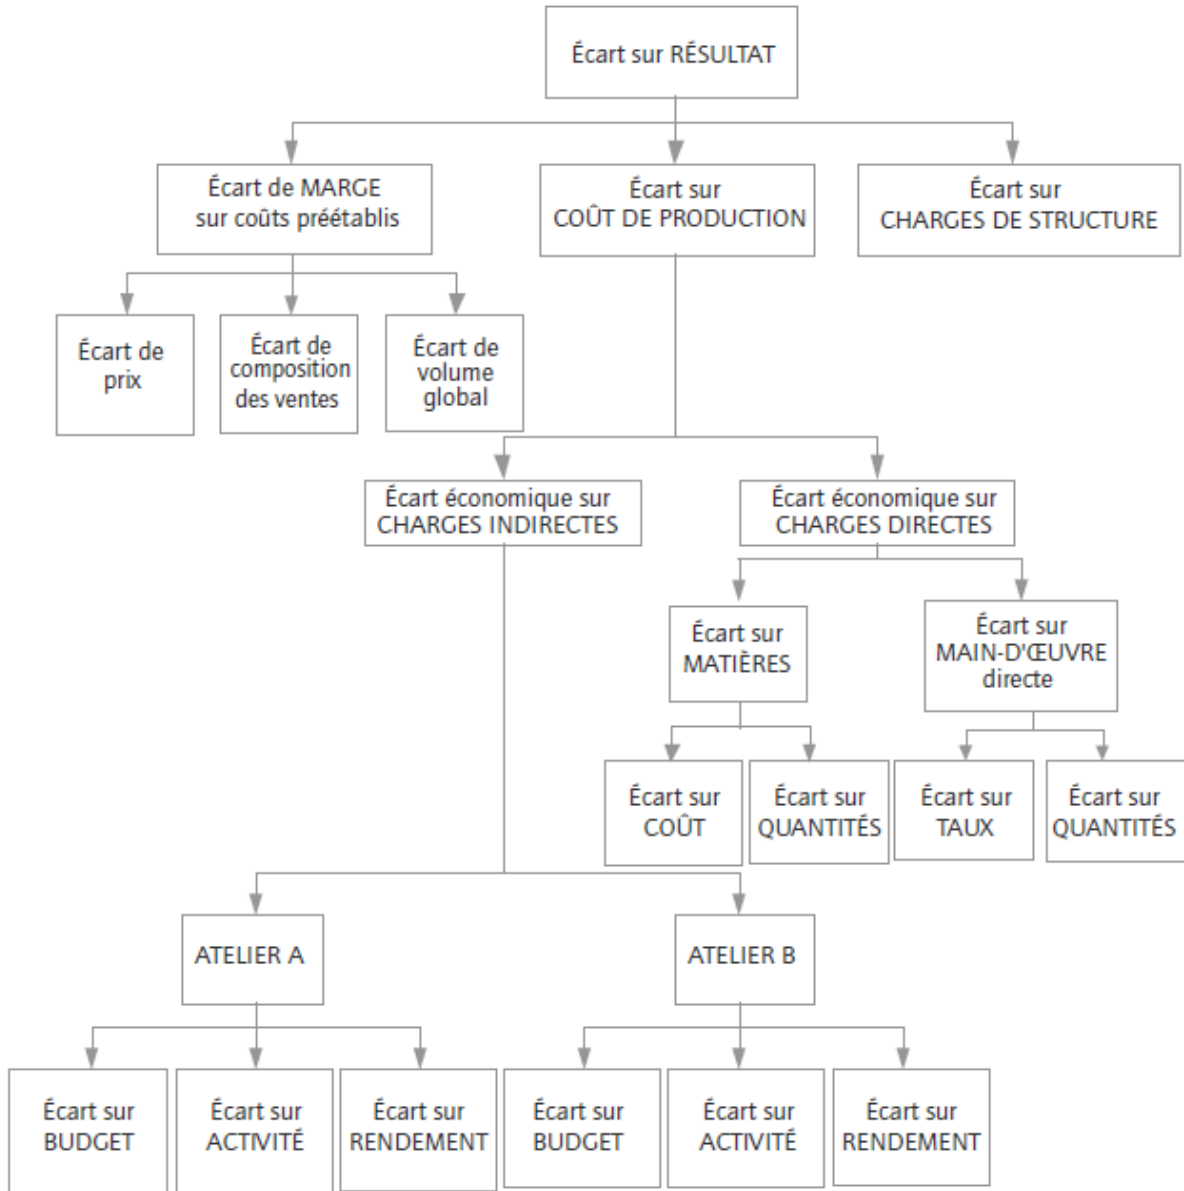 Écart sur RÉSULTAT
Écart de MARGE
sur coûts préétablis
Écart sur
COÛT DE PRODUCTION
Écart sur
CHARGES DE STRUCTURE
Écart de
prix
Écart de
composition
des ventes
Écart de
volume
global
Écart économique sur
CHARGES INDIRECTES
Écart économique sur
CHARGES DIRECTES
Écart sur
MATIÈRES
Écart sur
MAIN-D'ŒUVRE
directe
Écart sur
COÛT
Écart sur
QUANTITÉS
Écart sur
TAUX
Écart sur
QUANTITÉS
ATELIER A
ATELIER B
Écart sur
BUDGET
Écart sur
ACTIVITÉ
Écart sur
RENDEMENT
Écart sur
BUDGET
Écart sur
ACTIVITÉ
Écart sur
RENDEMENT